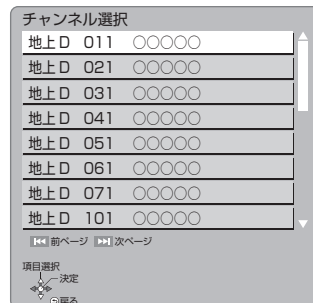 チャンネル選択
地上D 011 ○○○○○
地上D 021 ○○○○○
地上D 031 ○○○○○
地上D 041 ○○○○○
地上D 051 ○○○○○
地上D 061 ○○○○○
地上D 071 ○○○○○
地上D 101 ○○○○○
前ページ 次ページ
項目選択
決定
戻る